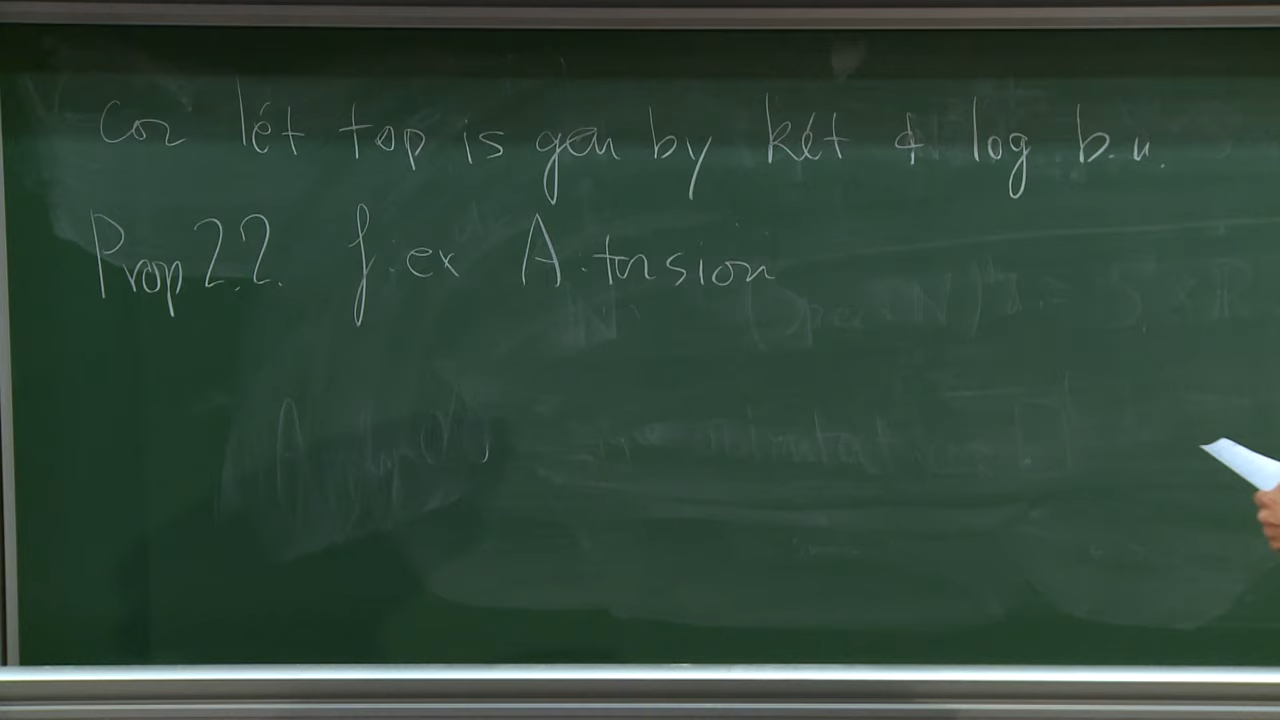 Cor lét top is gen by két & log b.u.
Prop 2.2. f. ex A. torsion